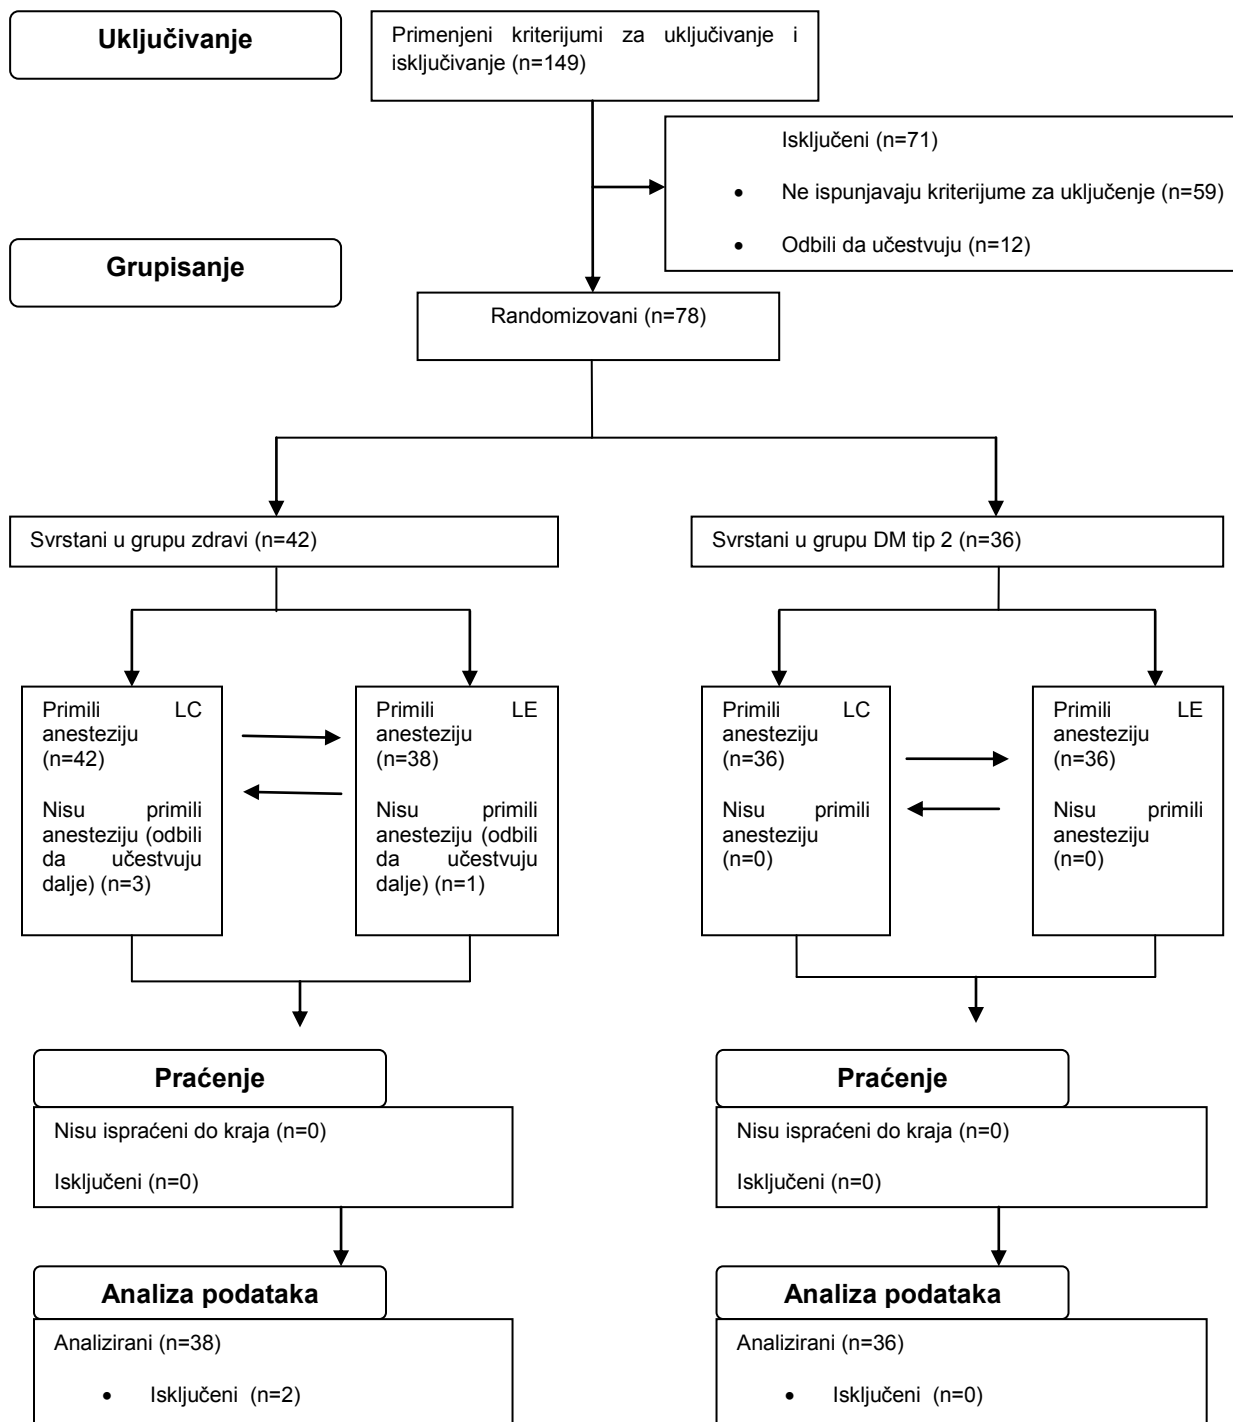 Uključivanje
Primenjeni kriterijumi za uključivanje i
isključivanje (n=149)
Isključeni (n=71)
• Ne ispunjavaju kriterijume za uključenje (n=59)
• Odbili da učestvuju (n=12)
Grupisanje
Randomizovani (n=78)
Svrstani u grupu zdravi (n=42)
Svrstani u grupu DM tip 2 (n=36)
Primili LC
anesteziju
(n=42)
Nisu primili
anesteziju (odbili
da učestvuju
dalje) (n=3)
Primili LE
anesteziju
(n=38)
Nisu primili
anesteziju (odbili
da učestvuju
dalje) (n=1)
Primili LC
anesteziju
(n=36)
Nisu primili
anesteziju
(n=0)
Primili LE
anesteziju
(n=36)
Nisu primili
anesteziju
(n=0)
Praćenje
Nisu ispraćeni do kraja (n=0)
Isključeni (n=0)
Praćenje
Nisu ispraćeni do kraja (n=0)
Isključeni (n=0)
Analiza podataka
Analizirani (n=38)
• Isključeni (n=2)
Analiza podataka
Analizirani (n=36)
• Isključeni (n=0)